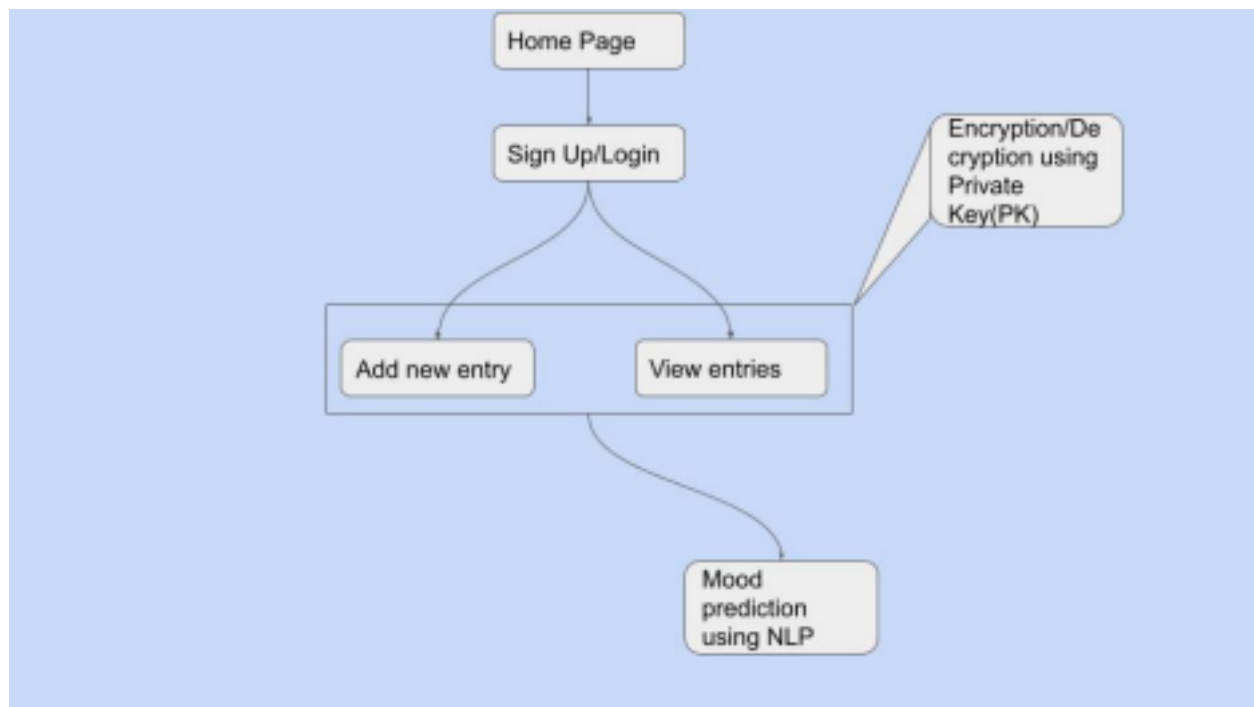 Home Page
Sign Up/Login
Encryption/De
cryption using
Private
Key(PK)
Add new entry
View entries
Mood
prediction
using NLP